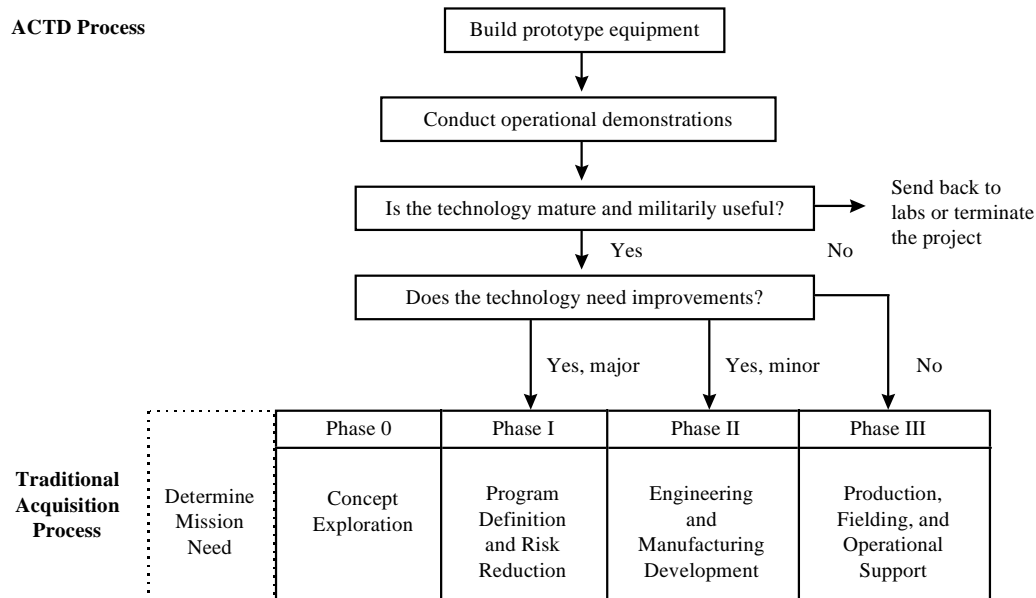 ACTD Process
Build prototype equipment
Conduct operational demonstrations
Is the technology mature and militarily useful?
Send back to
labs or terminate
the project
Yes
No
Does the technology need improvements?
Yes, major
Yes, minor
No
Traditional
Acquisition
Process
Determine
Mission
Need
Phase 0
Concept
Exploration
Phase I
Program
Definition
and Risk
Reduction
Phase II
Engineering
and
Manufacturing
Development
Phase III
Production,
Fielding, and
Operational
Support